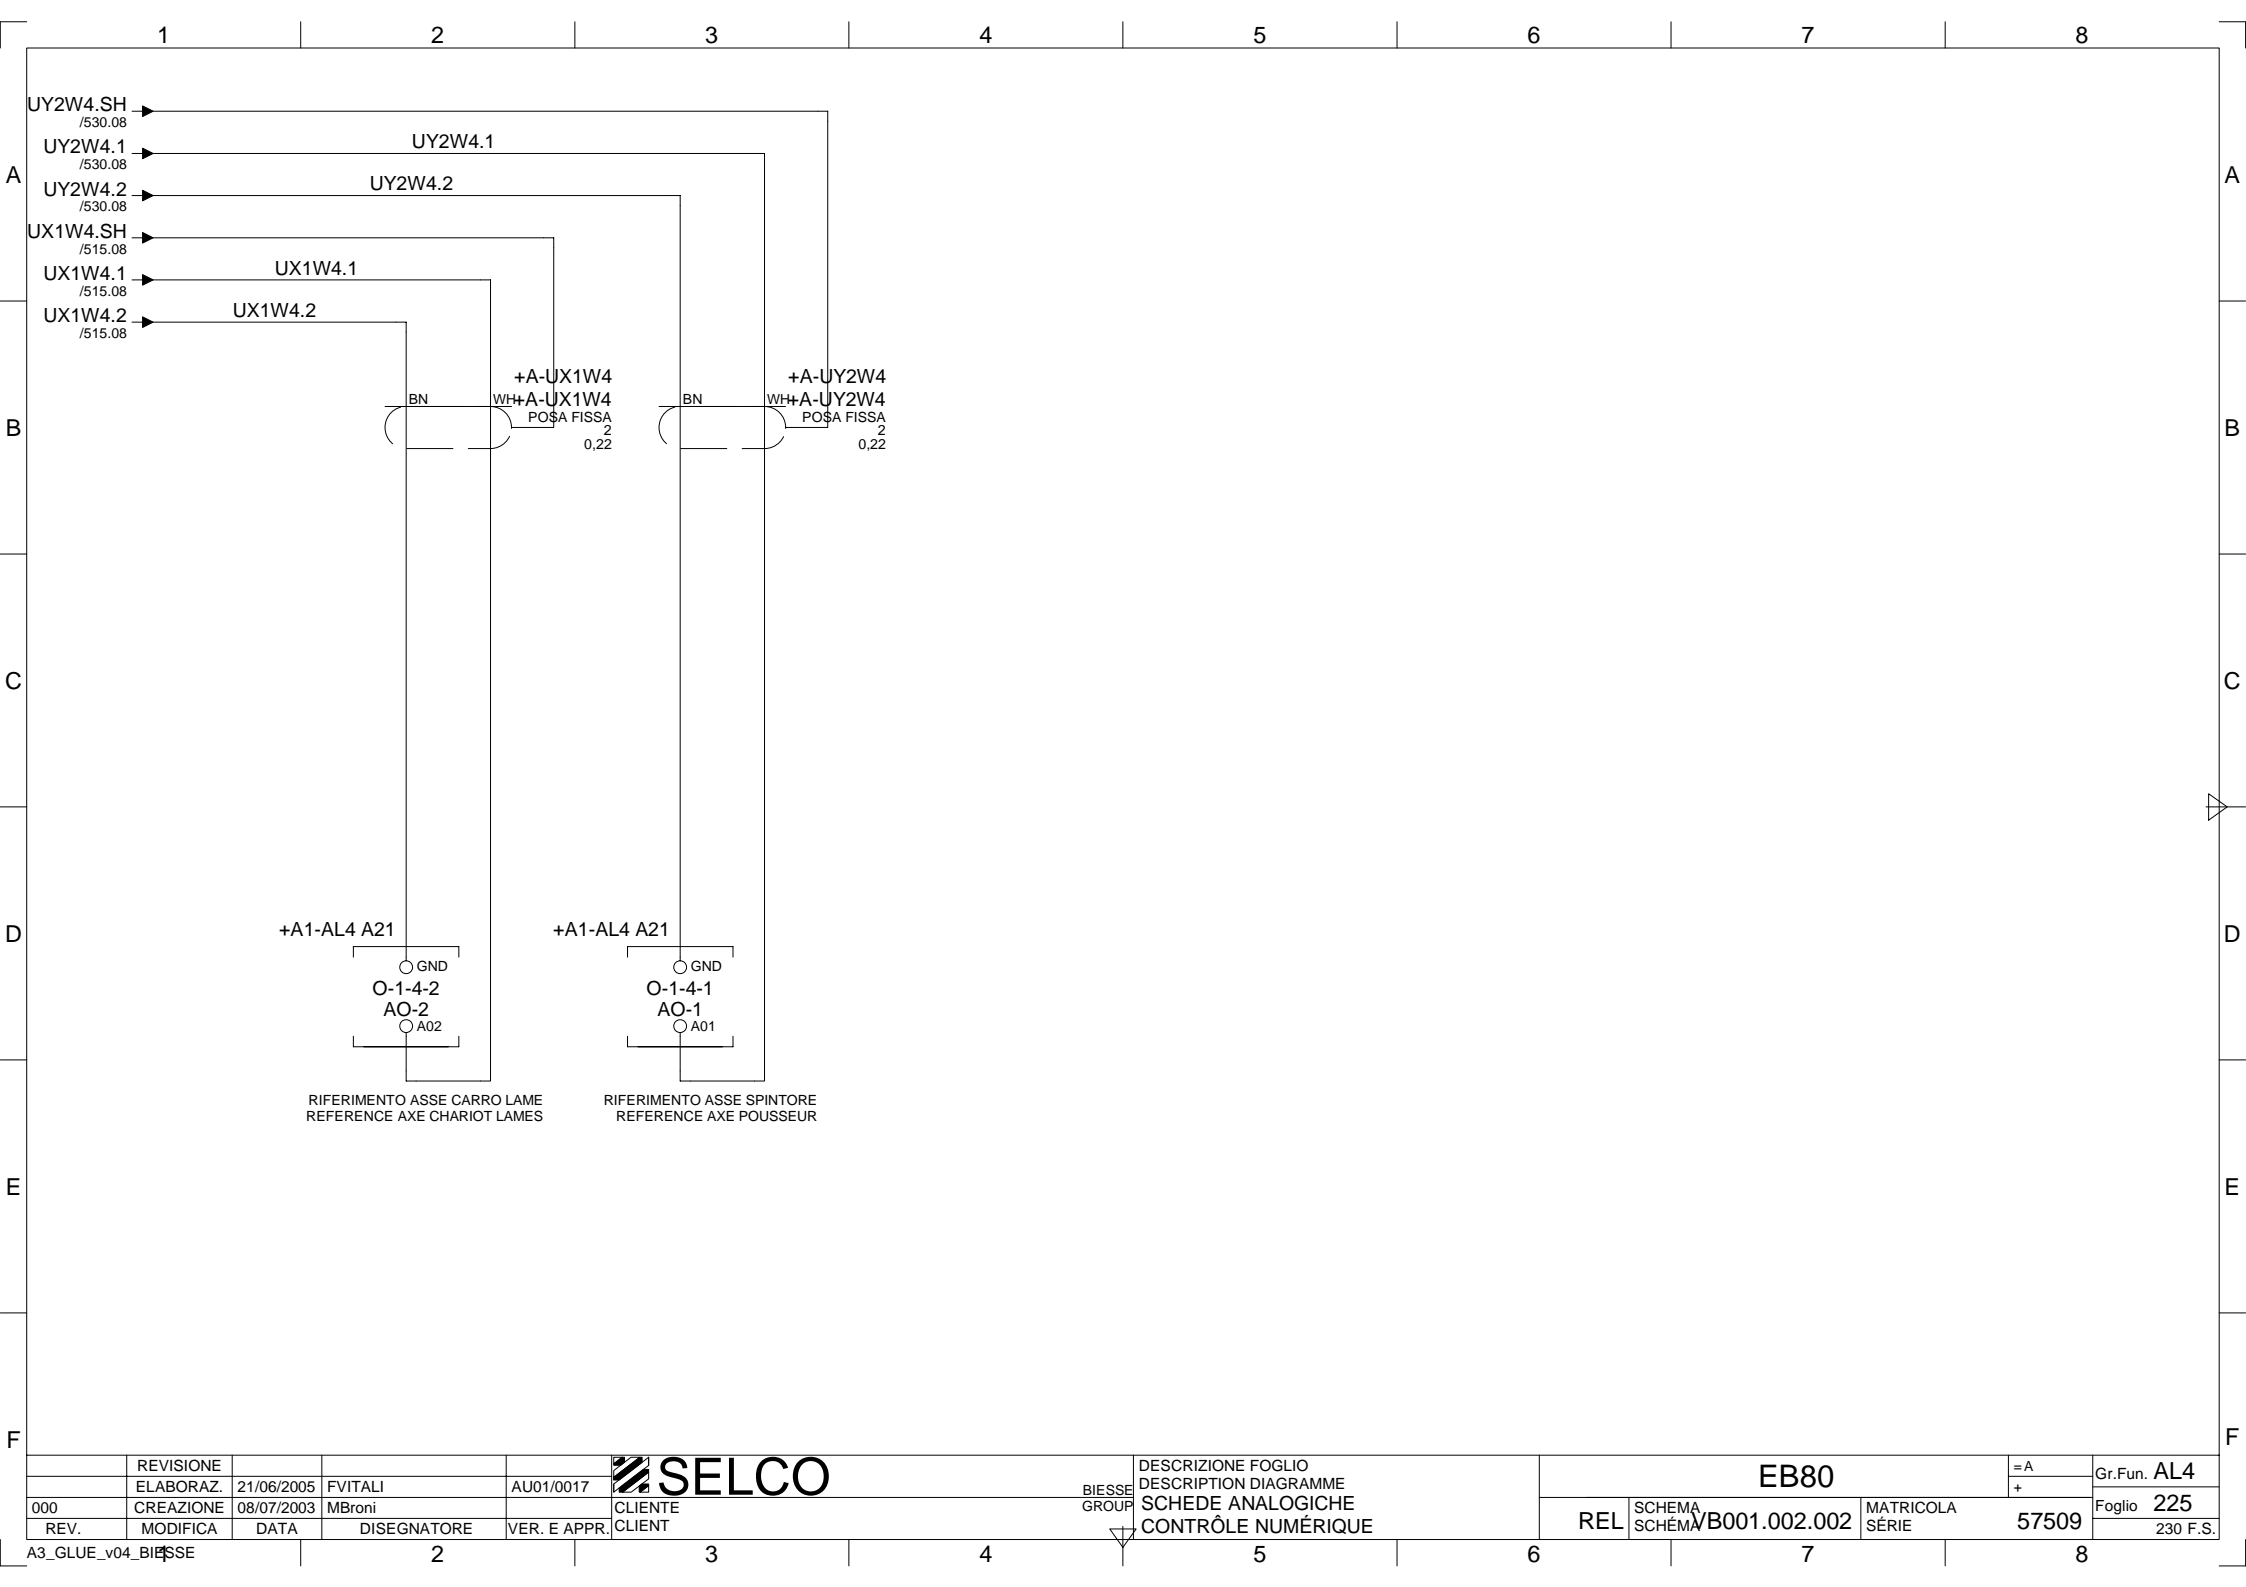 1 2 3 4 5 6 7 8
UY2W4.SH
/530.08
UY2W4.1
/530.08
UY2W4.1
A A
UY2W4.2
/530.08
UY2W4.2
UX1W4.SH
/515.08
UX1W4.1
/515.08
UX1W4.1
UX1W4.2
/515.08
UX1W4.2
+A-UX1W4
BN WH +A-UX1W4
POSA FISSA
2
0,22
+A-UY2W4
BN WH +A-UY2W4
POSA FISSA
2
0,22
B B
C C
D D
+A1-AL4 A21
GND
O-1-4-2
AO-2
A02
RIFERIMENTO ASSE CARRO LAME
REFERENCE AXE CHARIOT LAMES
+A1-AL4 A21
GND
O-1-4-1
AO-1
A01
RIFERIMENTO ASSE SPINTORE
REFERENCE AXE POUSSEUR
E E
F F
REVISIONE
ELABORAZ. 21/06/2005 FVITALI AU01/0017
000 CREAZIONE 08/07/2003 MBroni
REV. MODIFICA DATA DISEGNATORE VER. E APPR.
SELCO
BIESSE
GROUP
CLIENTE
CLIENT
DESCRIZIONE FOGLIO
DESCRIPTION DIAGRAMME
SCHEDE ANALOGICHE
CONTRÔLE NUMÉRIQUE
EB80
=A
+
Gr.Fun. AL4
REL
SCHEMA
SCHÉMA
VB001.002.002
MATRICOLA
SÉRIE
57509
Foglio 225
230 F.S.
A3_GLUE_v04_BIESSE
1 2 3 4 5 6 7 8